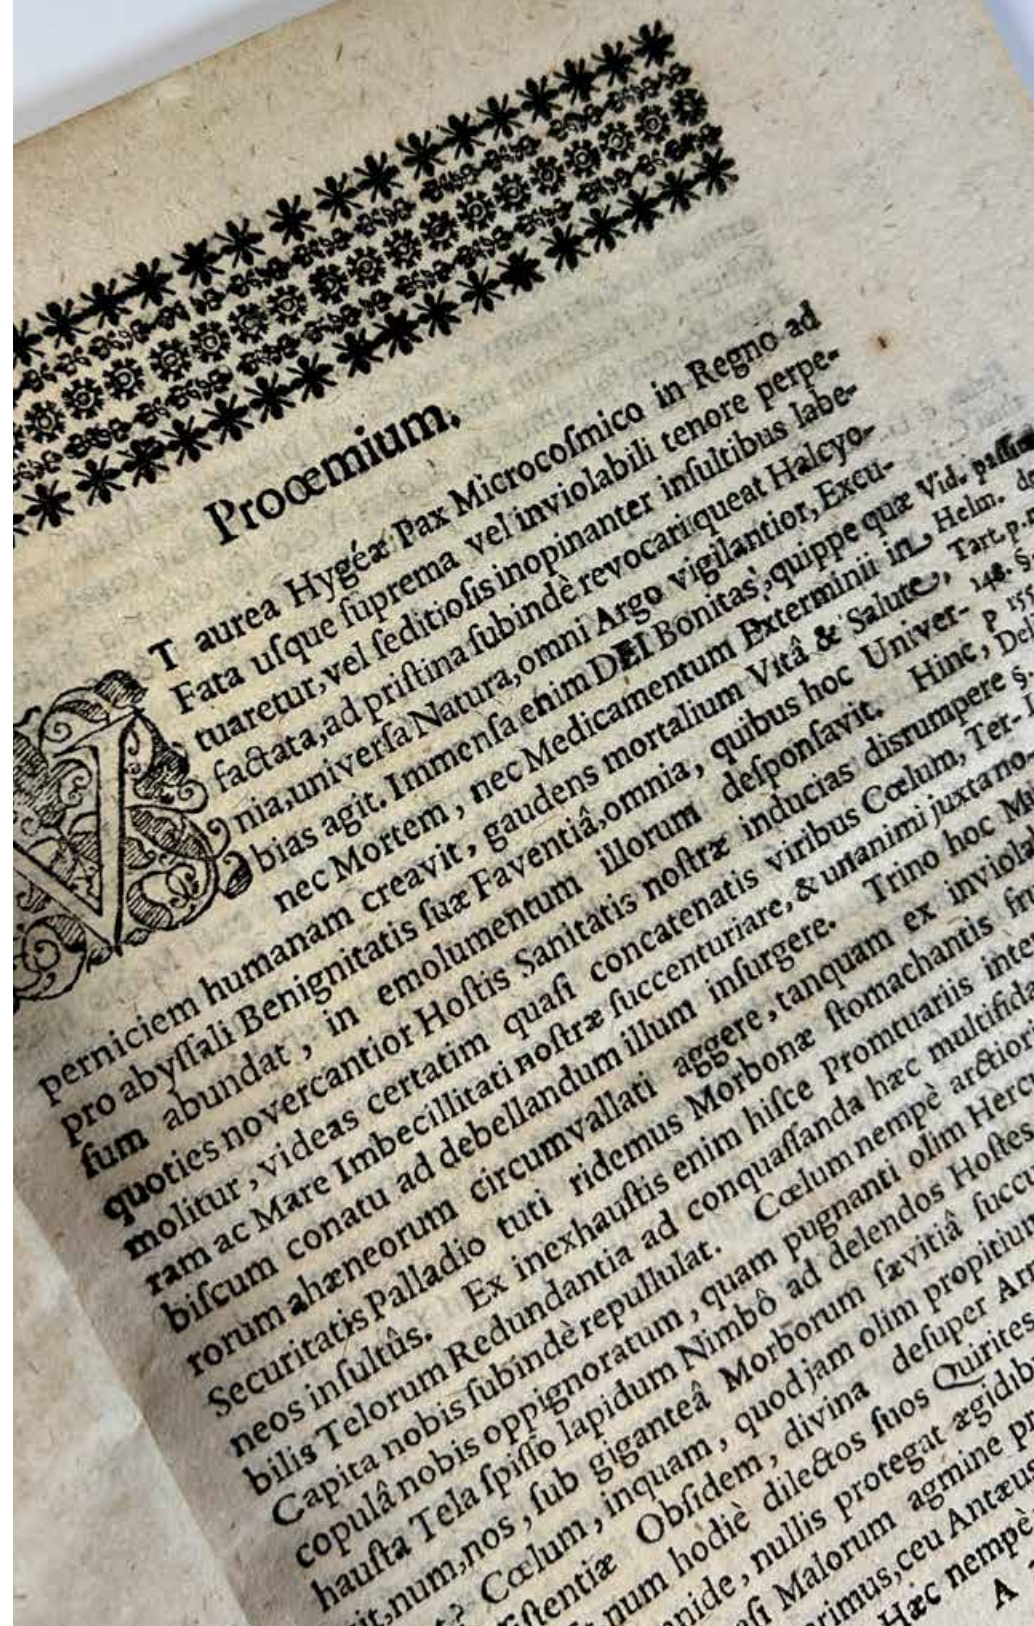 Prooemium.
UT aurea Hygéæ Pax Microcoſmico in Regno ad
Fata uſque ſuprema vel inviolabili tenore perpe-
tuaretur, vel ſeditioſis inopinanter inſultibus labe-
factata, ad priſtina ſubindè revocari queat Halcyo-
nia, univerſa Natura, omni Argo vigilantior, Excu-
bias agit. Immenſa enim DEI Bonitas, quippe quæ
nec Mortem, nec Medicamentum Exterminii in
perniciem humanam creavit, gaudens mortalium Vitâ & Salute,
pro abyſſali Benignitatis ſuæ Faventiâ, omnia, quibus hoc Univer-
ſum abundat, in emolumentum illorum deſponſavit. Hinc,
quoties novercantior Hoſtis Sanitatis noſtræ inducias disrumpere
molitur, videas certatim quaſi concatenatis viribus Cœlum, Ter-
ram ac Mare Imbecillitati noſtræ ſuccenturiare, & unanimi juxta no-
biſcum conatu ad debellandum illum inſurgere. Trino hoc
rorum ahæneorum circumvallati aggere, tanquam ex
Securitatis Palladio tuti ridemus Morbonæ ſtomachantis
neos inſultûs. Ex inexhauſtis enim hiſce Promtuariis
bilis Telorum Redundantia ad conquaſſanda hæc
Capita nobis ſubindè repullulat. Cœlum nempè
copulâ nobis oppignoratum, quam pugnanti olim
hauſta Tela ſpiſſo lapidum Nimbô ad delendos Hoſtes
num, nos, ſub giganteâ Morborum ſævitiâ
Cœlum, inquam, quod jam olim
Obſidem, divina deſuper
num hodiè dilectos ſuos Quirites
nullis protegat
Malorum agmine
ceu Antæus
Hæc nempè
A
Vid. paſſim
Helm. de
Tart. p.
148. §.
p
§.